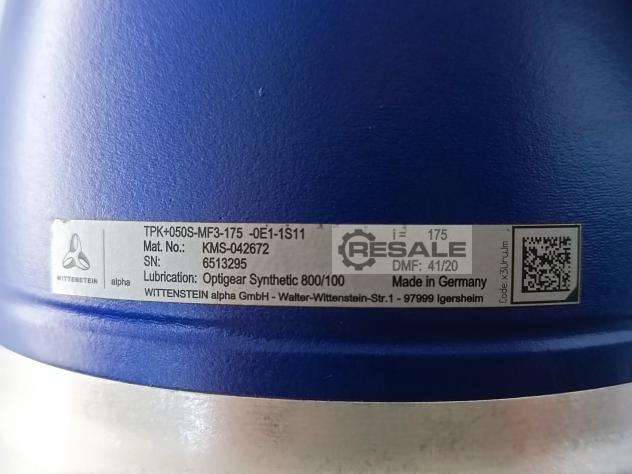 TPK+050S-MF3-175 -0E1-1S11 i = 175
Mat. No.: KMS-042672
SN: 6513295 DMF: 41/20
Lubrication: Optigear Synthetic 800/100 Made in Germany
WITTENSTEIN alpha GmbH - Walter-Wittenstein-Str.1 - 97999 Igersheim
WITTENSTEIN alpha
RESALE